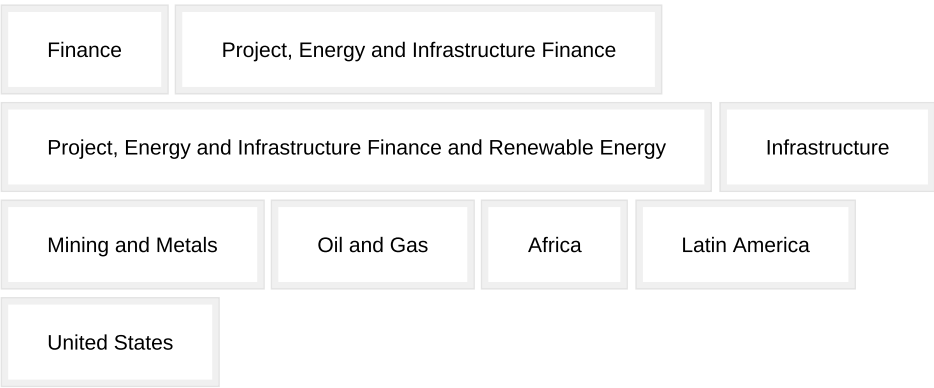 Finance Project, Energy and Infrastructure Finance
Project, Energy and Infrastructure Finance and Renewable Energy Infrastructure
Mining and Metals Oil and Gas Africa Latin America
United States